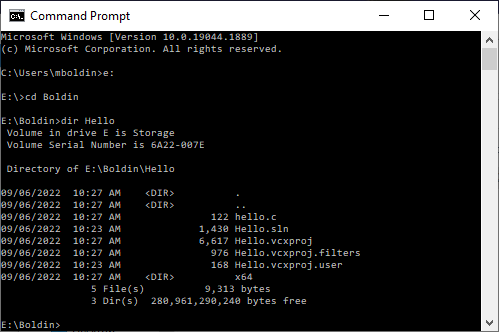 Command Prompt
Microsoft Windows [Version 10.0.19044.1889]
(c) Microsoft Corporation. All rights reserved.
C:\Users\mboldin>e:
E:\>cd Boldin
E:\Boldin>dir Hello
Volume in drive E is Storage
Volume Serial Number is 6A22-007E
Directory of E:\Boldin\Hello
09/06/2022 10:27 AM <DIR> .
09/06/2022 10:27 AM <DIR> ..
09/06/2022 10:27 AM 122 hello.c
09/06/2022 10:23 AM 1,430 Hello.sln
09/06/2022 10:27 AM 6,617 Hello.vcxproj
09/06/2022 10:27 AM 976 Hello.vcxproj.filters
09/06/2022 10:23 AM 168 Hello.vcxproj.user
09/06/2022 10:27 AM <DIR> x64
5 File(s) 9,313 bytes
3 Dir(s) 280,961,290,240 bytes free
E:\Boldin>